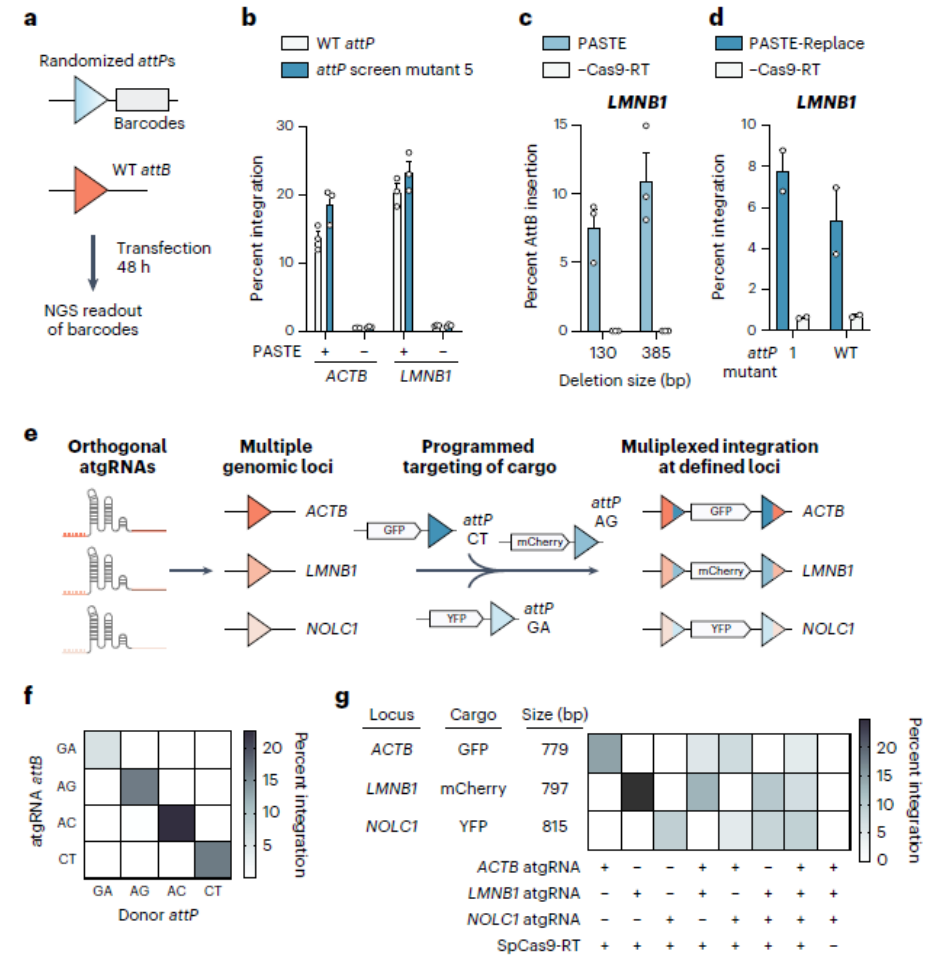 a
Randomized attPs
Barcodes
WT attB
Transfection
48 h
NGS readout
of barcodes
b
WT attP
attP screen mutant 5
Percent integration
30
20
10
0
PASTE + − + −
ACTB LMNB1
c
PASTE
−Cas9-RT
LMNB1
Percent AttB insertion
15
10
5
0
130 385
Deletion size (bp)
d
PASTE-Replace
−Cas9-RT
LMNB1
Percent integration
10
8
6
4
2
0
attP 1 WT
mutant
e
Orthogonal
atgRNAs
Multiple
genomic loci
Programmed
targeting of cargo
Muliplexed integration
at defined loci
ACTB
LMNB1
NOLC1
GFP
attP
CT
mCherry
attP
AG
YFP
attP
GA
GFP ACTB
mCherry LMNB1
YFP NOLC1
f
atgRNA attB
GA
AG
AC
CT
GA AG AC CT
Donor attP
20
15
10
5
Percent integration
g
Locus Cargo Size (bp)
ACTB GFP 779
LMNB1 mCherry 797
NOLC1 YFP 815
20
15
10
5
0
Percent integration
ACTB atgRNA + − − + + − + +
LMNB1 atgRNA − + − + − + + +
NOLC1 atgRNA − − + − + + + +
SpCas9-RT + + + + + + + −